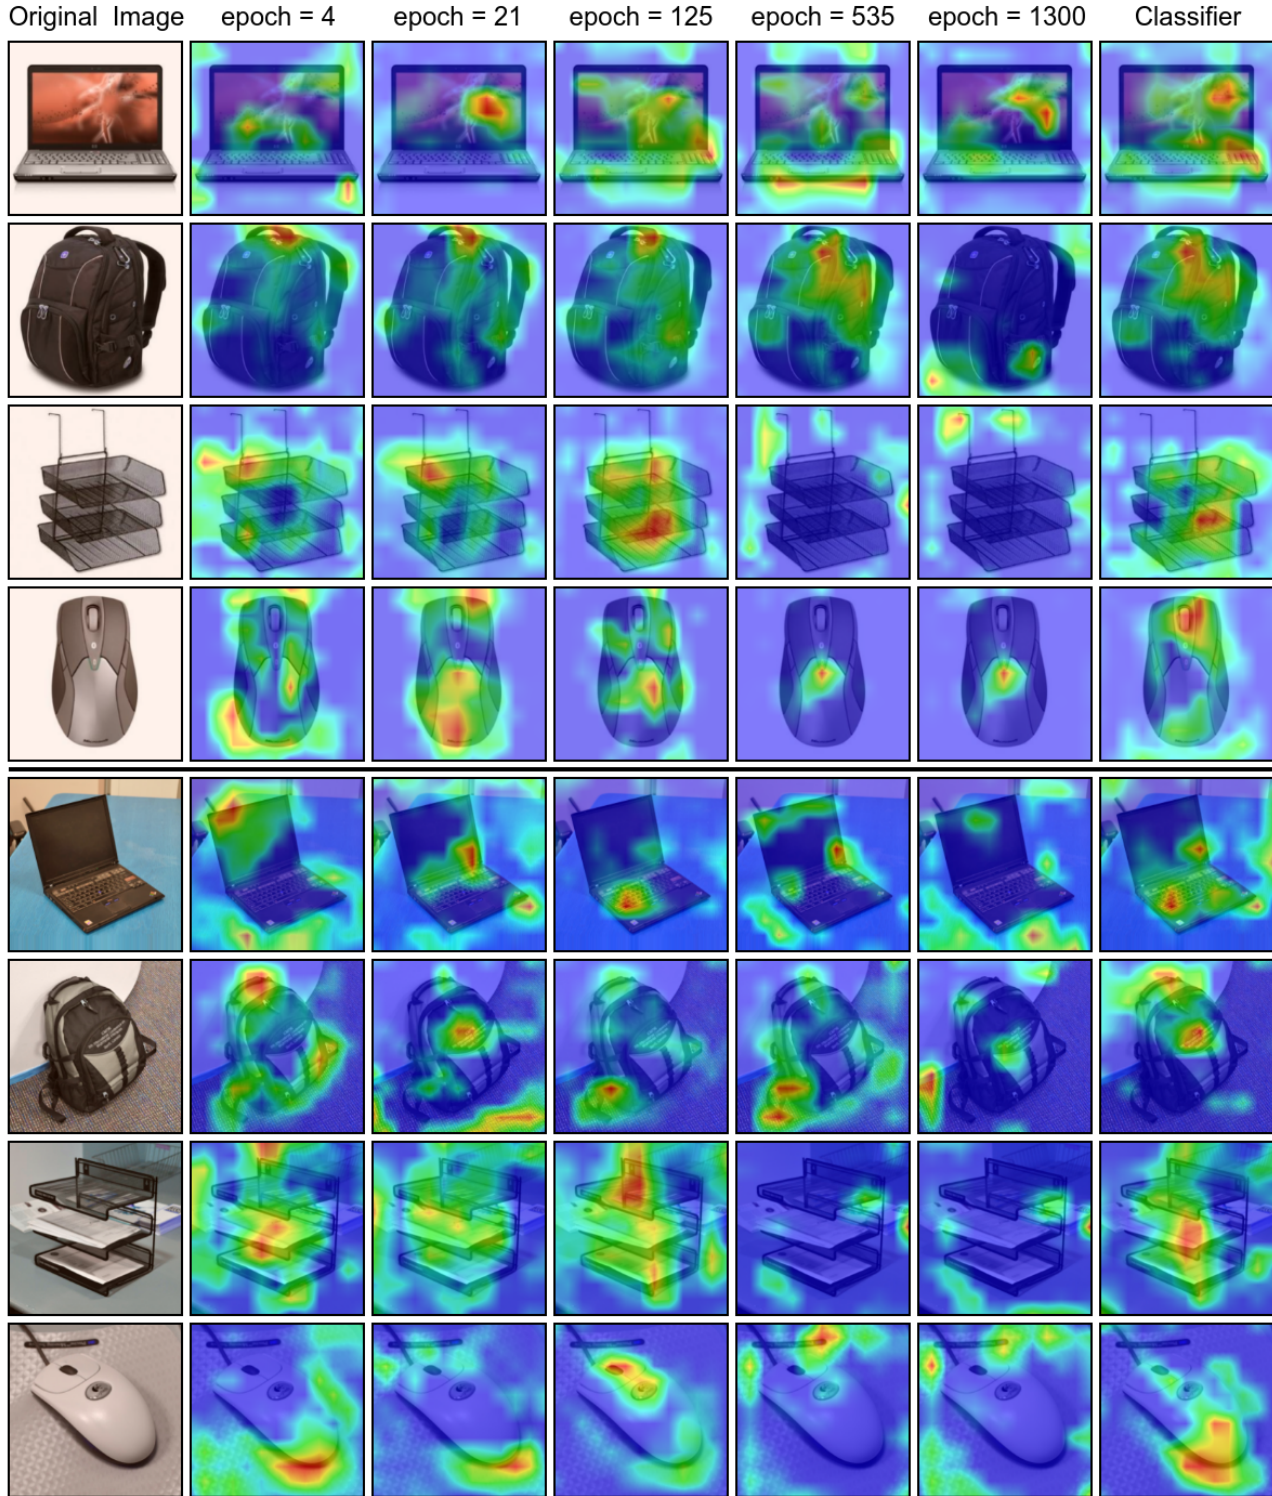 Original Image epoch = 4 epoch = 21 epoch = 125 epoch = 535 epoch = 1300 Classifier